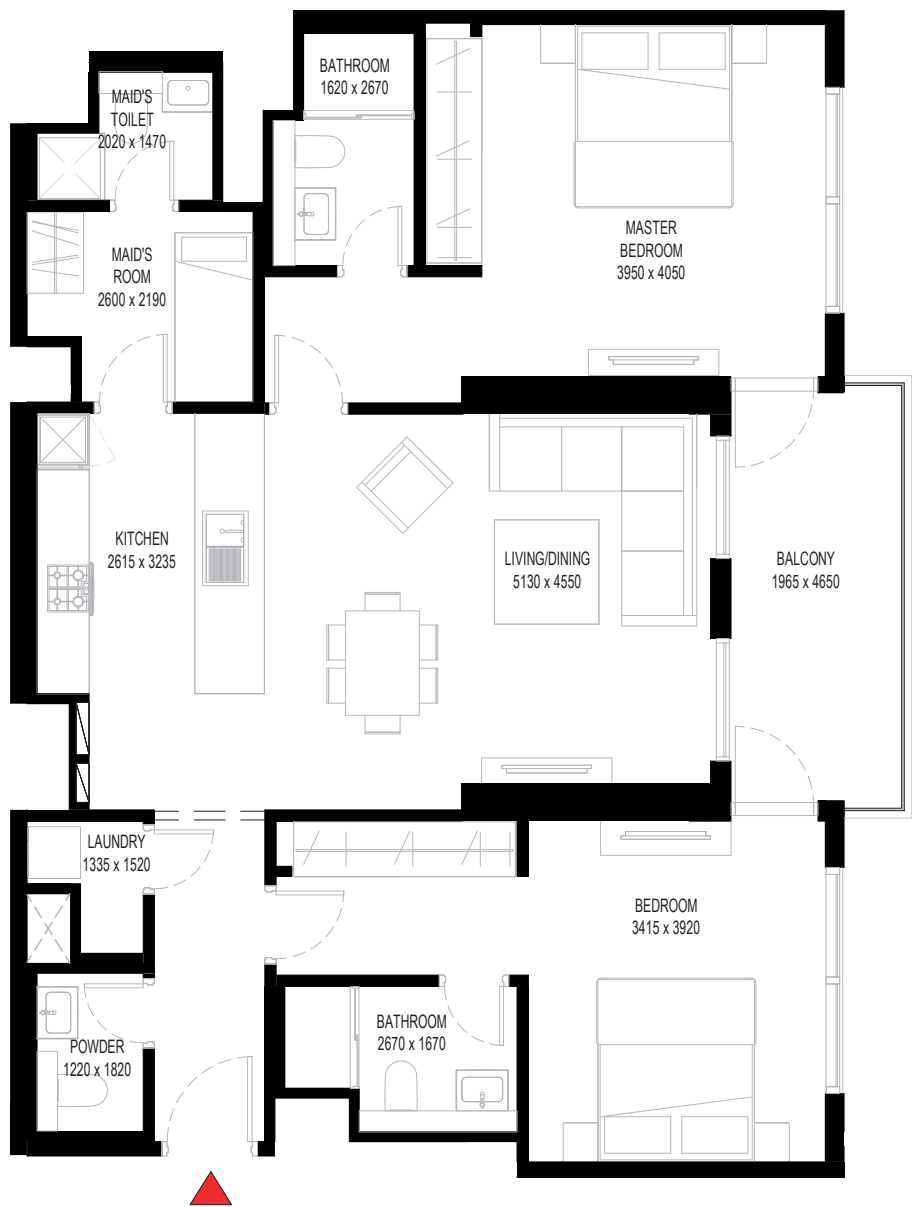 BATHROOM
1620 x 2670
MAID'S
TOILET
2020 x 1470
MASTER
BEDROOM
3950 x 4050
MAID'S
ROOM
2600 x 2190
KITCHEN
2615 x 3235
LIVING/DINING
5130 x 4550
BALCONY
1965 x 4650
LAUNDRY
1335 x 1520
BEDROOM
3415 x 3920
BATHROOM
2670 x 1670
POWDER
1220 x 1820